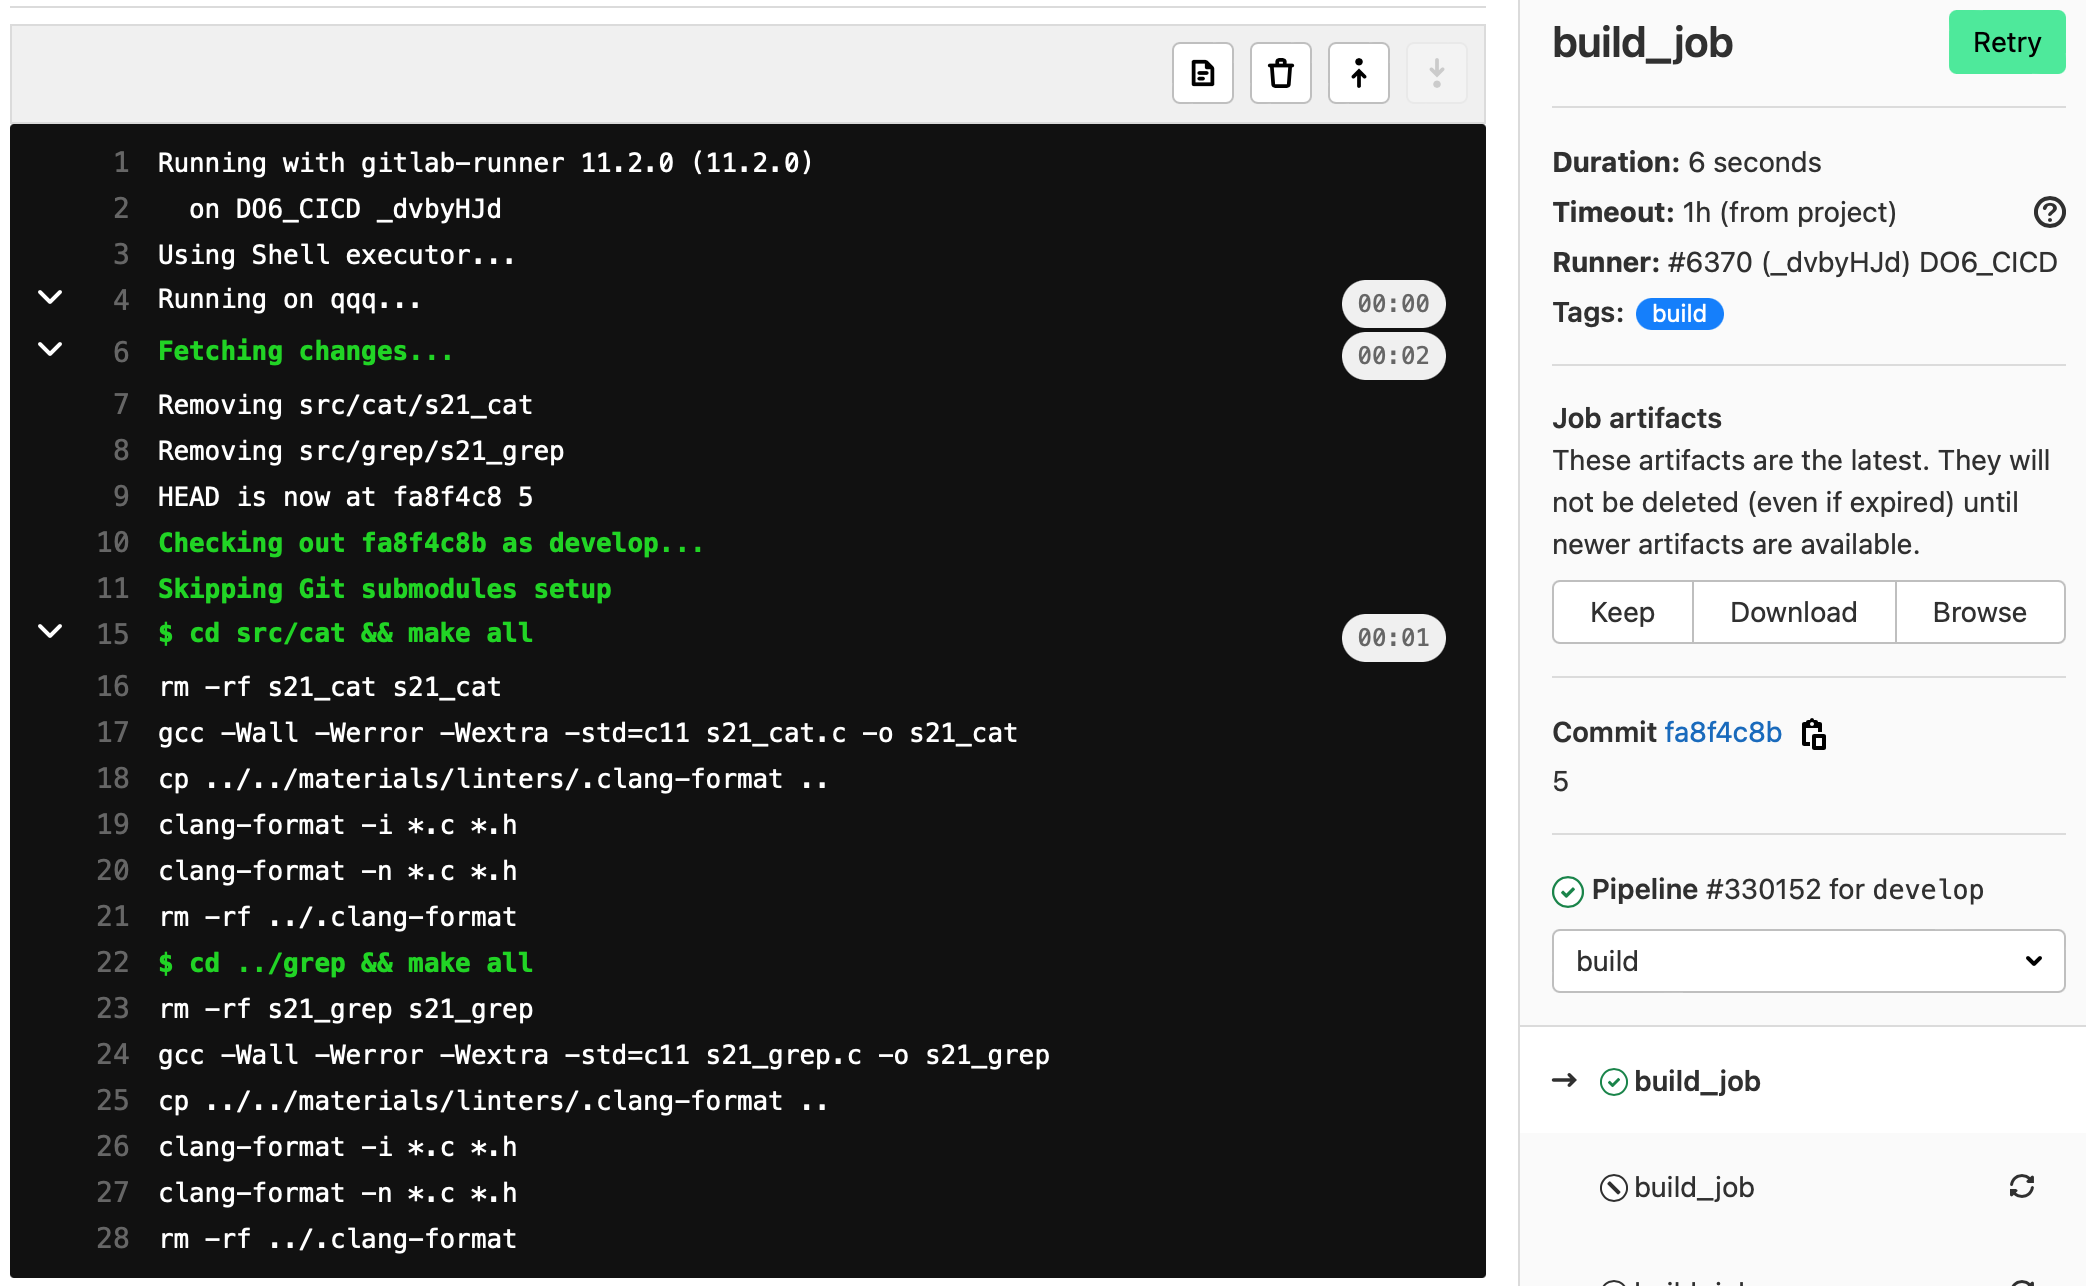 1 Running with gitlab-runner 11.2.0 (11.2.0)
2 on DO6_CICD _dvbyHJd
3 Using Shell executor...
4 Running on qqq... 00:00
6 Fetching changes... 00:02
7 Removing src/cat/s21_cat
8 Removing src/grep/s21_grep
9 HEAD is now at fa8f4c8 5
10 Checking out fa8f4c8b as develop...
11 Skipping Git submodules setup
15 $ cd src/cat && make all 00:01
16 rm -rf s21_cat s21_cat
17 gcc -Wall -Werror -Wextra -std=c11 s21_cat.c -o s21_cat
18 cp ../../materials/linters/.clang-format ..
19 clang-format -i *.c *.h
20 clang-format -n *.c *.h
21 rm -rf ../.clang-format
22 $ cd ../grep && make all
23 rm -rf s21_grep s21_grep
24 gcc -Wall -Werror -Wextra -std=c11 s21_grep.c -o s21_grep
25 cp ../../materials/linters/.clang-format ..
26 clang-format -i *.c *.h
27 clang-format -n *.c *.h
28 rm -rf ../.clang-format
build_job Retry
Duration: 6 seconds
Timeout: 1h (from project)
Runner: #6370 (_dvbyHJd) DO6_CICD
Tags: build
Job artifacts
These artifacts are the latest. They will
not be deleted (even if expired) until
newer artifacts are available.
Keep Download Browse
Commit fa8f4c8b
5
Pipeline #330152 for develop
build
build_job
build_job